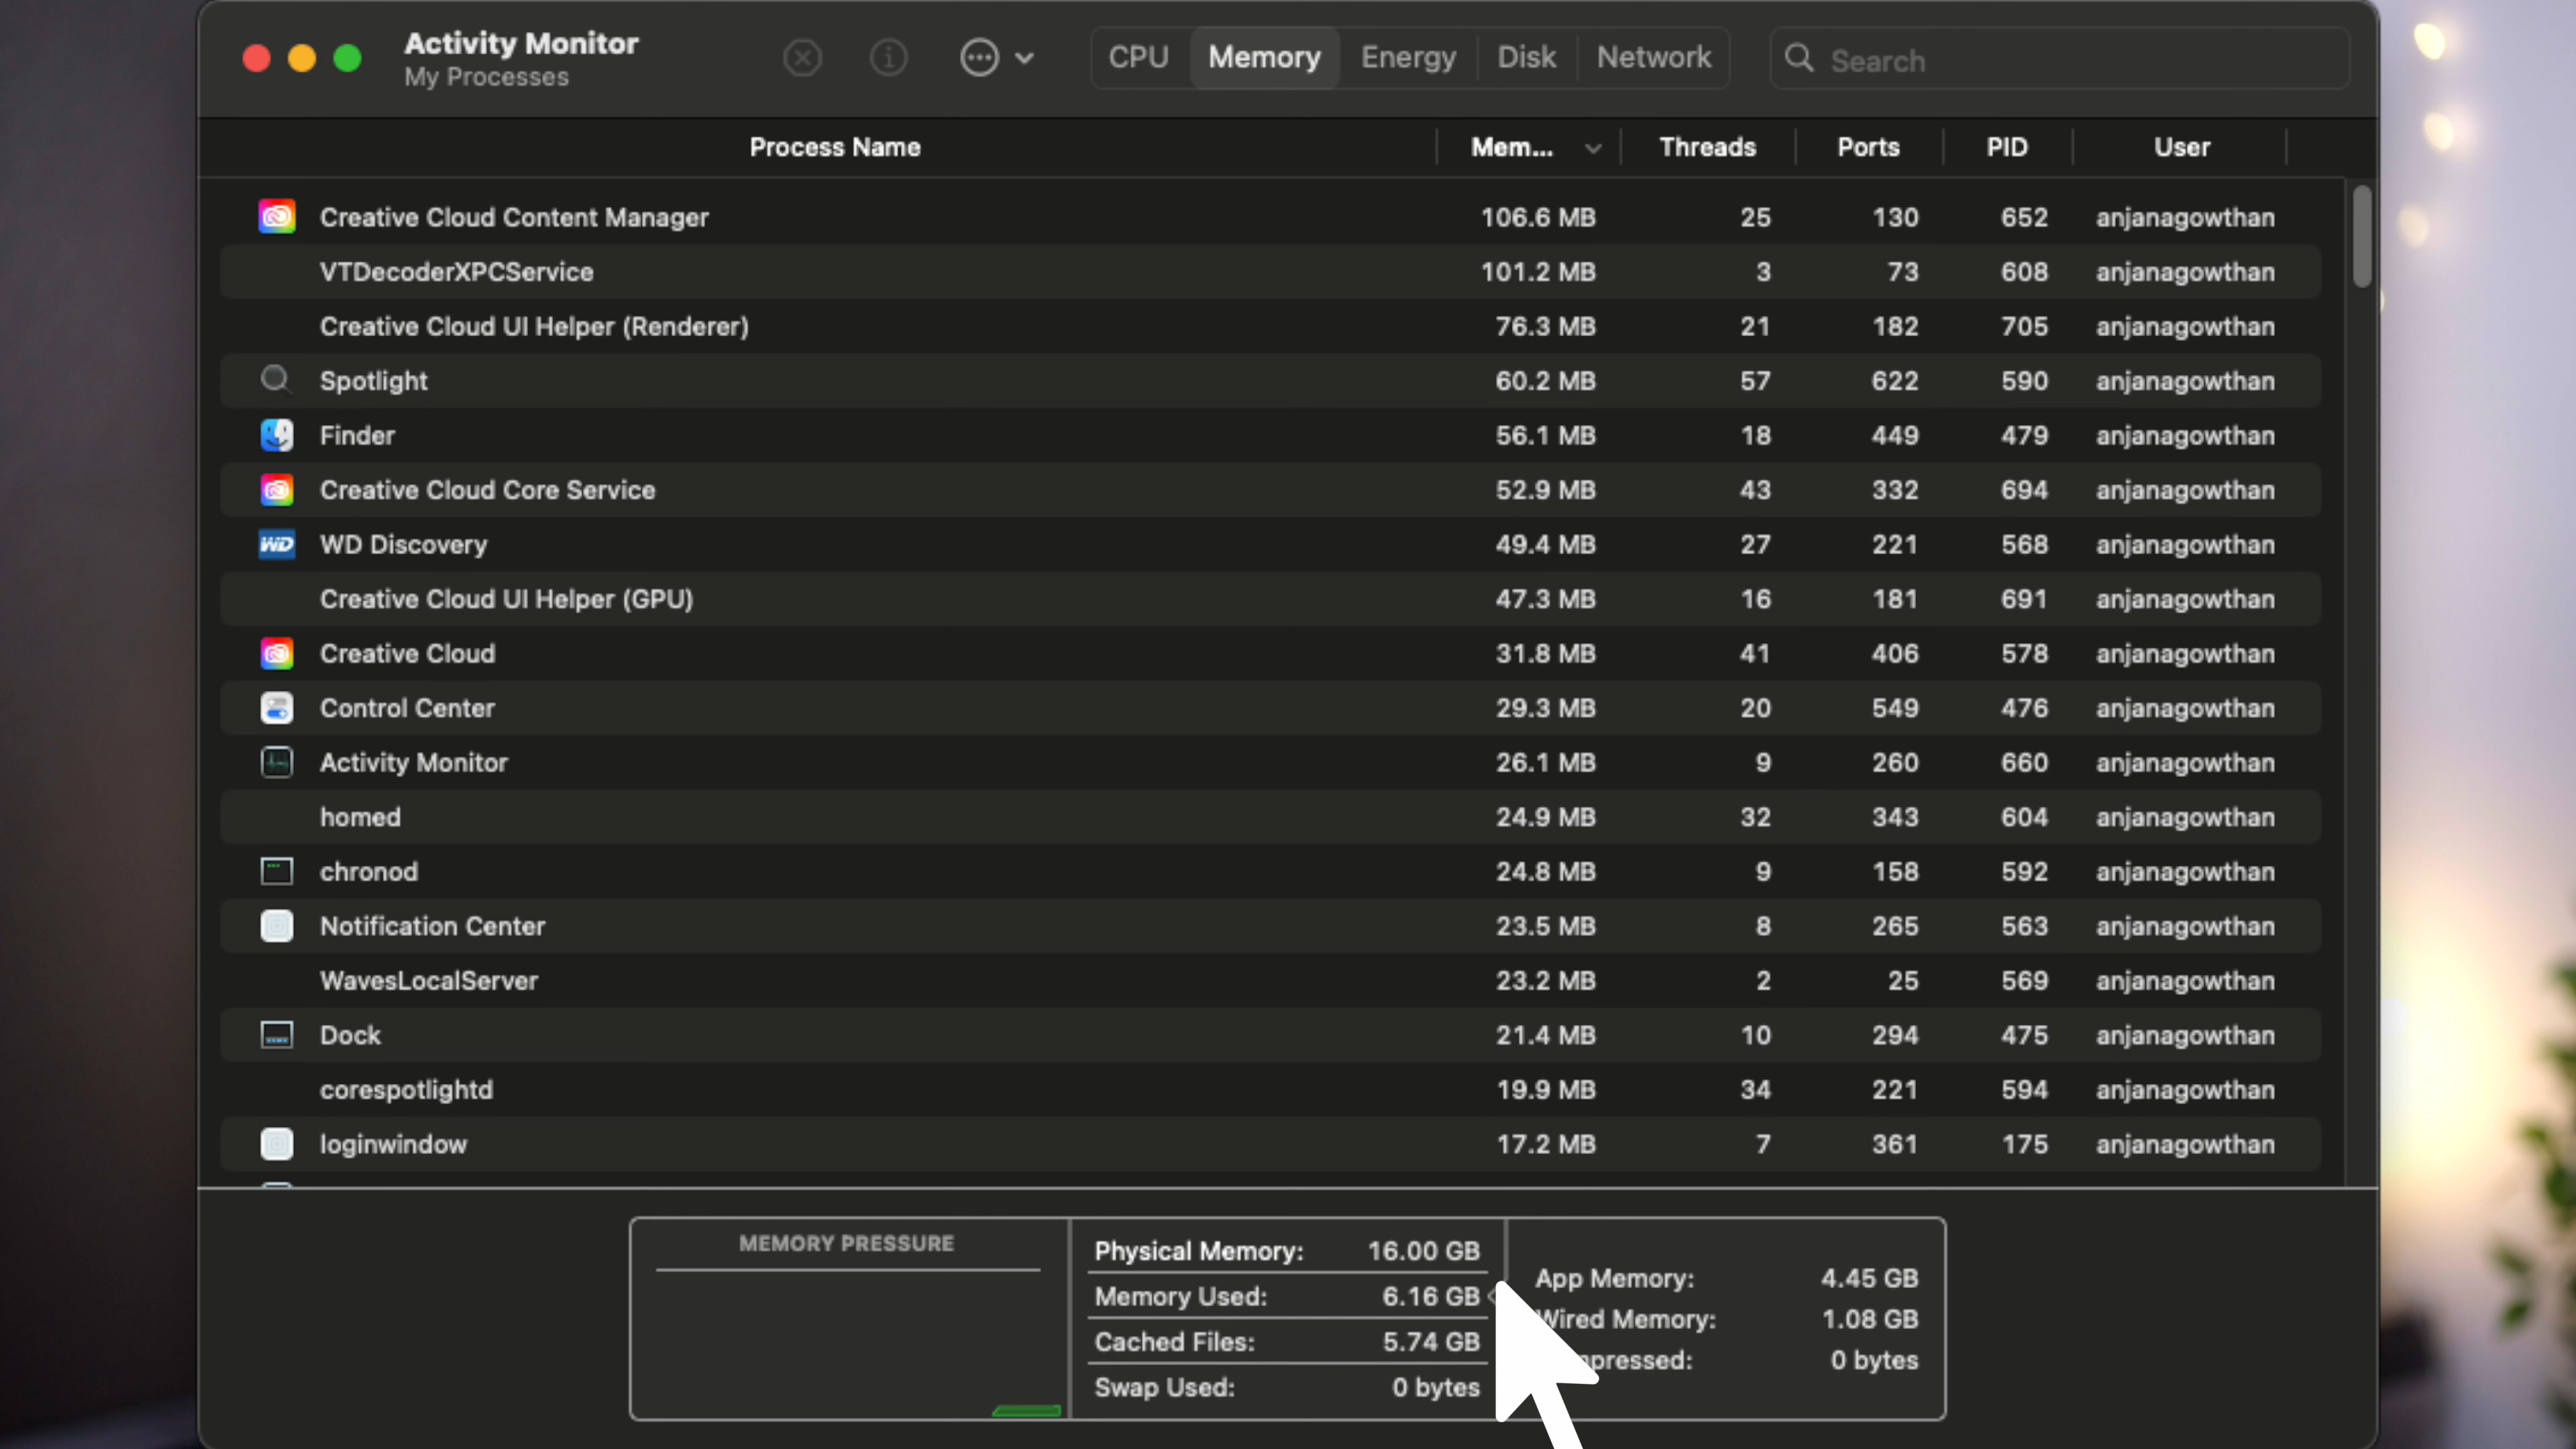 Activity Monitor
My Processes
CPU Memory Energy Disk Network Search
Process Name Mem... Threads Ports PID User
Creative Cloud Content Manager 106.6 MB 25 130 652 anjanagowthan
VTDecoderXPCService 101.2 MB 3 73 608 anjanagowthan
Creative Cloud UI Helper (Renderer) 76.3 MB 21 182 705 anjanagowthan
Spotlight 60.2 MB 57 622 590 anjanagowthan
Finder 56.1 MB 18 449 479 anjanagowthan
Creative Cloud Core Service 52.9 MB 43 332 694 anjanagowthan
WD WD Discovery 49.4 MB 27 221 568 anjanagowthan
Creative Cloud UI Helper (GPU) 47.3 MB 16 181 691 anjanagowthan
Creative Cloud 31.8 MB 41 406 578 anjanagowthan
Control Center 29.3 MB 20 549 476 anjanagowthan
Activity Monitor 26.1 MB 9 260 660 anjanagowthan
homed 24.9 MB 32 343 604 anjanagowthan
chronod 24.8 MB 9 158 592 anjanagowthan
Notification Center 23.5 MB 8 265 563 anjanagowthan
WavesLocalServer 23.2 MB 2 25 569 anjanagowthan
Dock 21.4 MB 10 294 475 anjanagowthan
corespotlightd 19.9 MB 34 221 594 anjanagowthan
loginwindow 17.2 MB 7 361 175 anjanagowthan
MEMORY PRESSURE
Physical Memory: 16.00 GB
Memory Used: 6.16 GB
Cached Files: 5.74 GB
Swap Used: 0 bytes
App Memory: 4.45 GB
Wired Memory: 1.08 GB
0 bytes